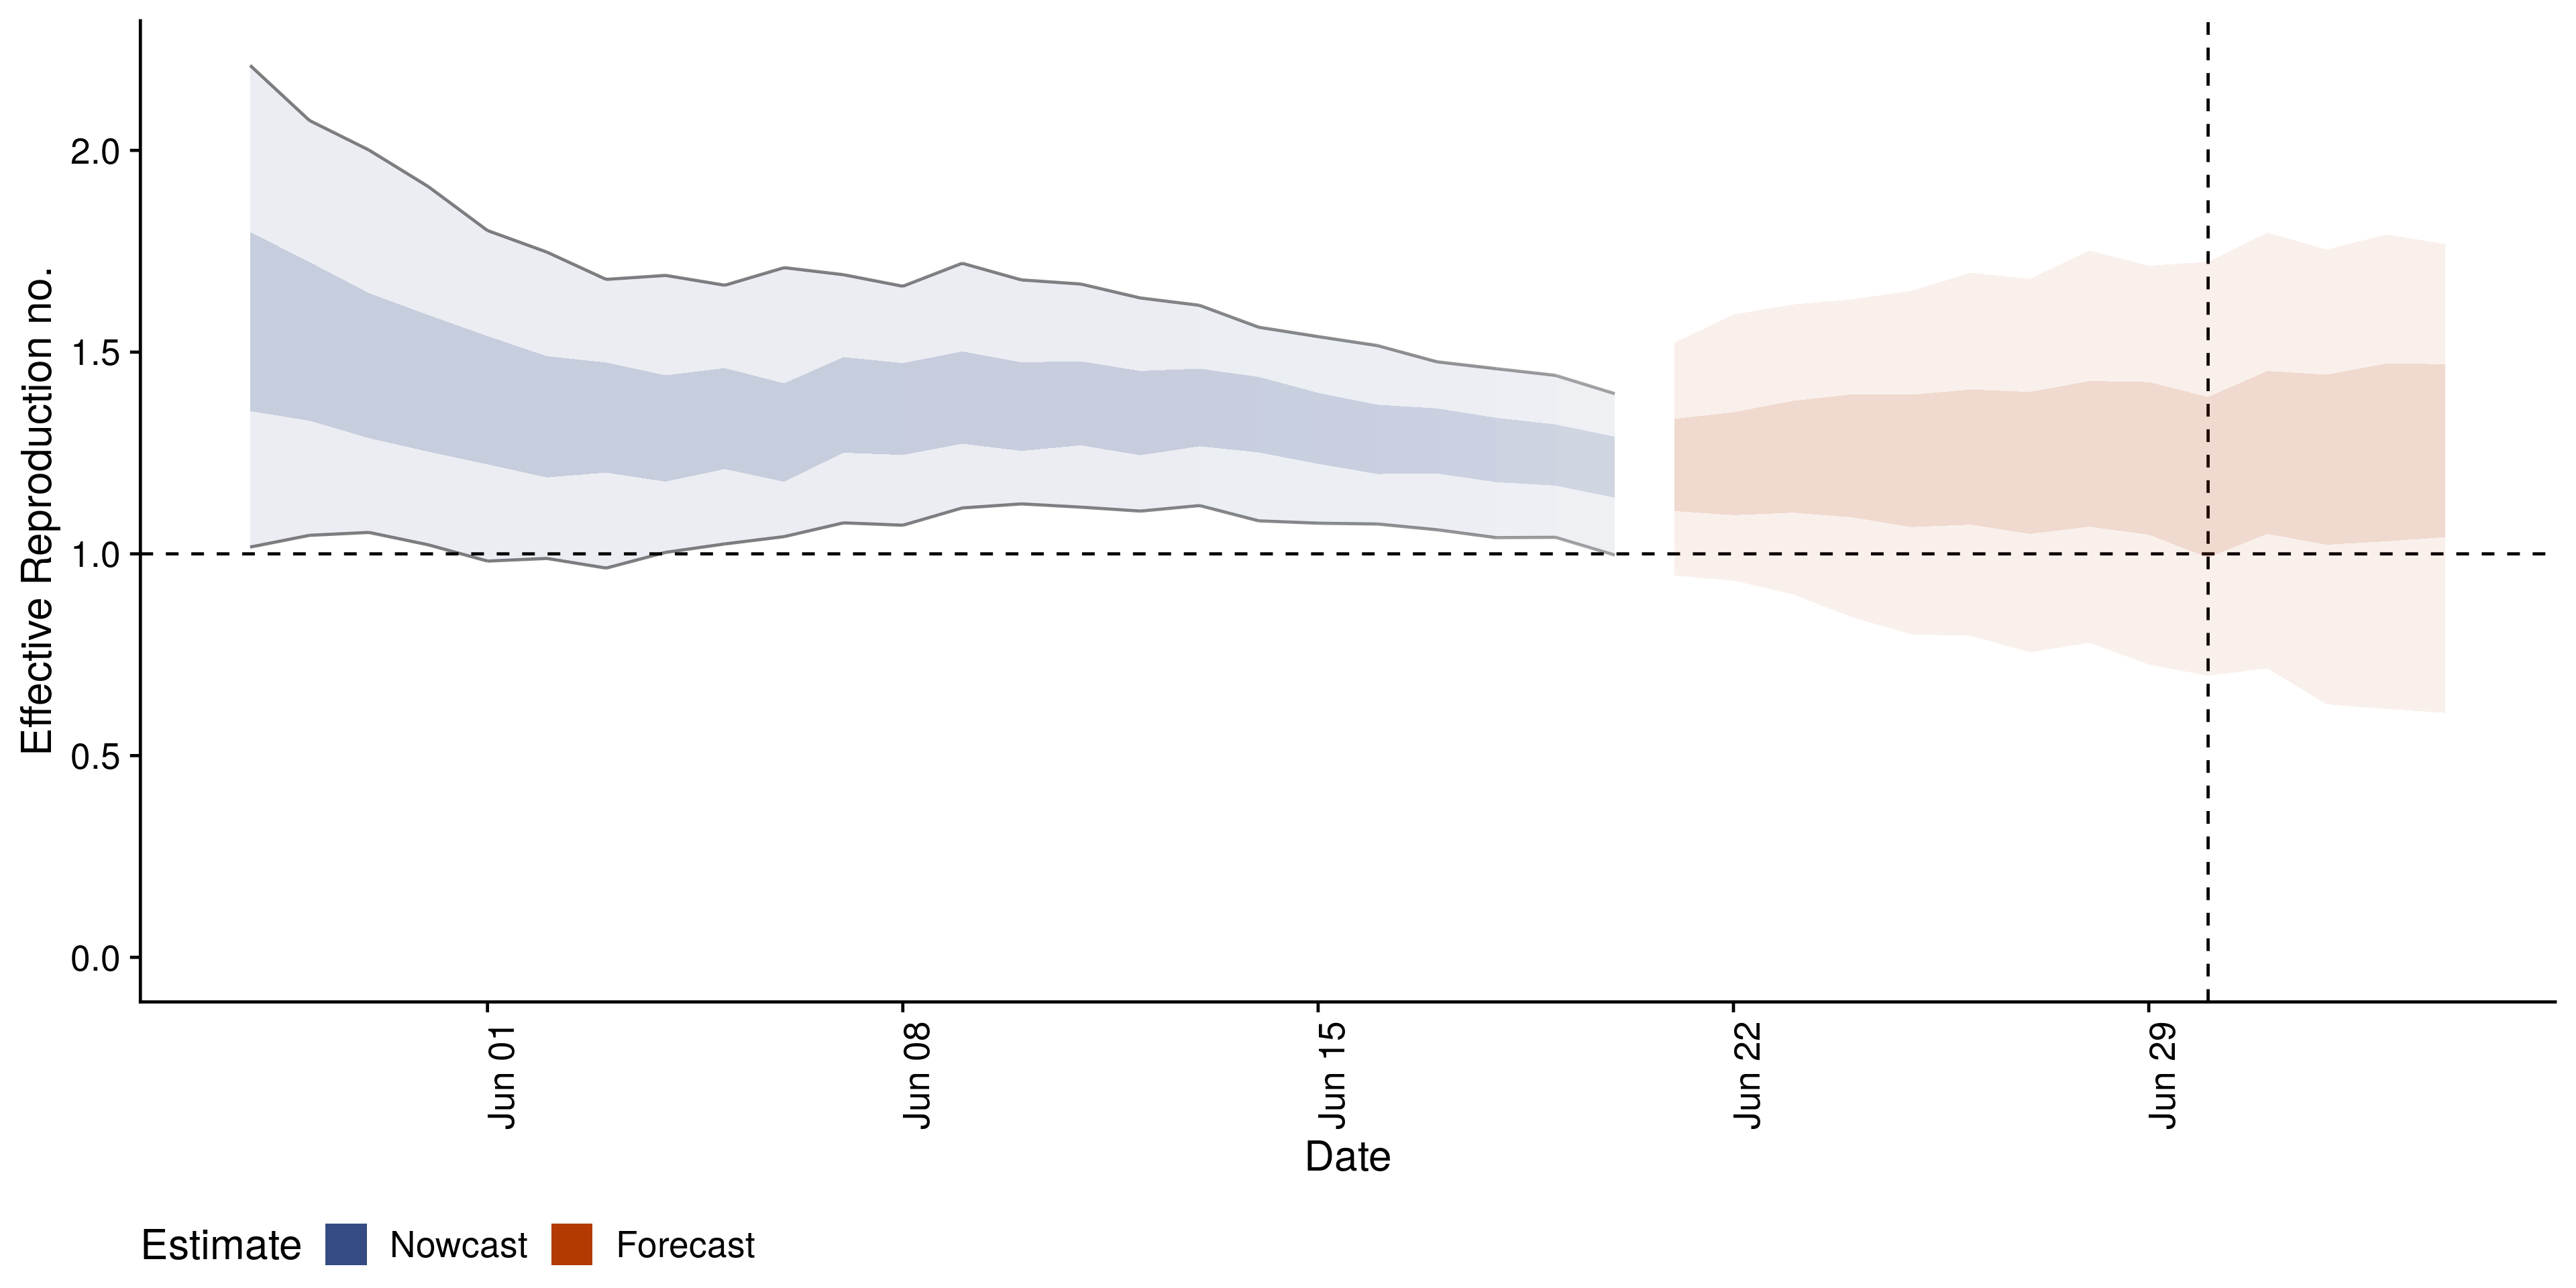 Effective Reproduction no.
2.0
1.5
1.0
0.5
0.0
Jun 01
Jun 08
Jun 15
Jun 22
Jun 29
Date
Estimate Nowcast Forecast